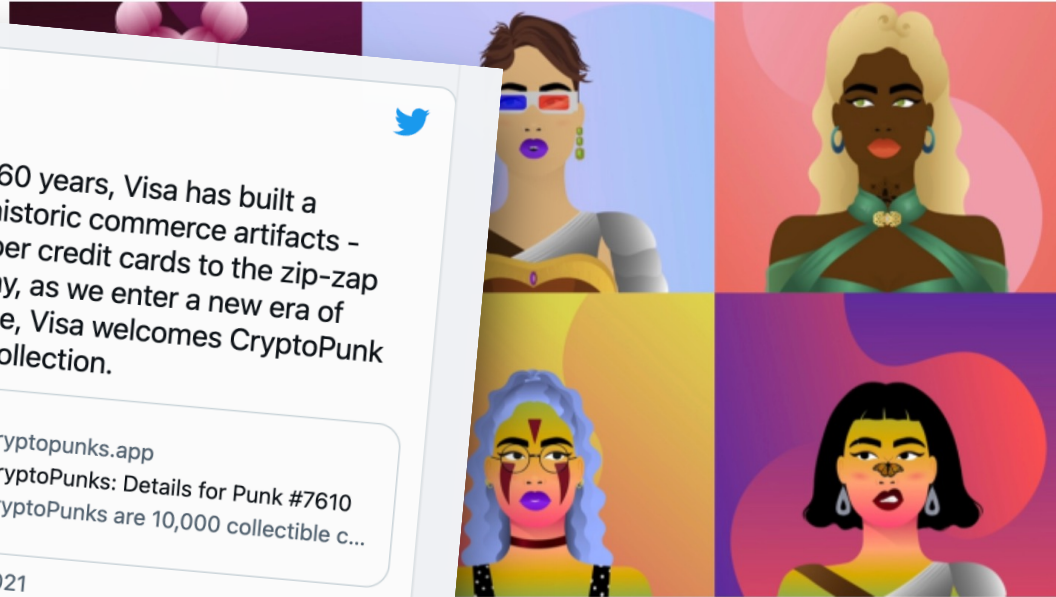 60 years, Visa has built a
historic commerce artifacts -
per credit cards to the zip-zap
as we enter a new era of
Visa welcomes CryptoPunk
ollection.
ryptopunks.app
ryptoPunks: Details for Punk #7610
ryptoPunks are 10,000 collectible c...
021